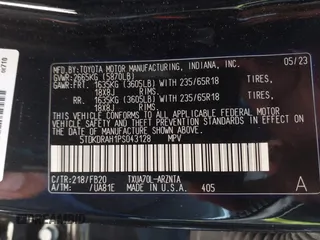 MFD.BY:TOYOTA MOTOR MANUFACTURING, INDIANA, INC. 05/23
GVWR:2665KG (5870LB)
GAWR:FRT. 1635KG (3605LB) WITH 235/65R18 TIRES,
18X8J RIMS
RR. 1635KG (3605LB) WITH 235/65R18 TIRES,
18X8J RIMS
THIS VEHICLE CONFORMS TO ALL APPLICABLE
FEDERAL MOTOR VEHICLE SAFETY AND THEFT
PREVENTION STANDARDS IN EFFECT ON THE DATE
OF MANUFACTURE SHOWN ABOVE.
5TDKDRAH1PS043128 MPV
C/TR:218/FB20 TXUA70L-ARZNTA
A/TM: /UA81E MADE IN U.S.A. 405 A